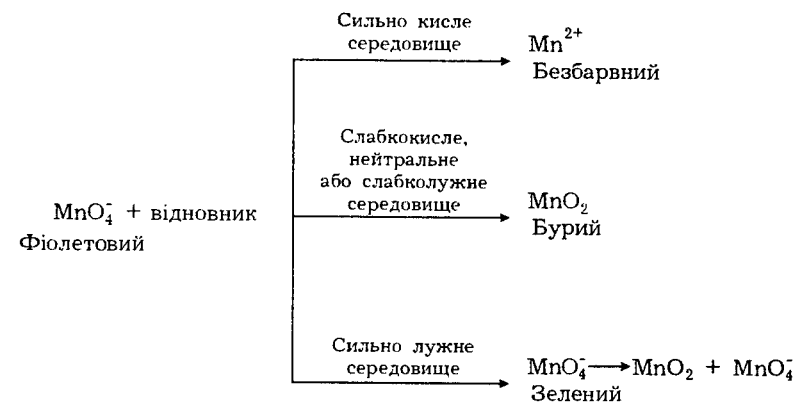 Сильно кисле
середовище
Mn²⁺
Безбарвний
Слабкокисле,
нейтральне
або слабколужне
середовище
MnO₄⁻ + відновник
Фіолетовий
MnO₂
Бурий
Сильно лужне
середовище
MnO₄⁻ → MnO₂ + MnO₄⁻
Зелений